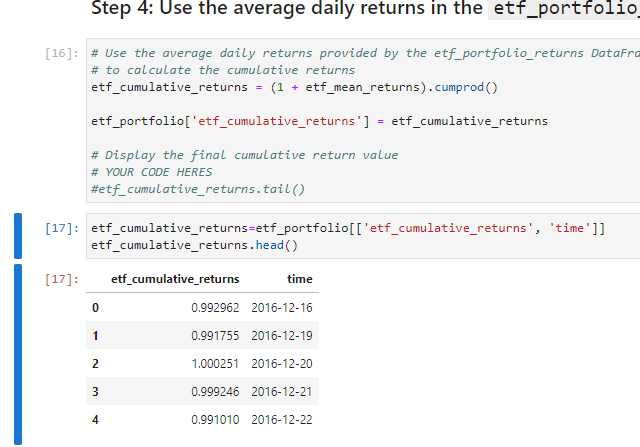 Step 4: Use the average daily returns in the etf_portfolio_
[16]: # Use the average daily returns provided by the etf_portfolio_returns DataFra
# to calculate the cumulative returns
etf_cumulative_returns = (1 + etf_mean_returns).cumprod()
etf_portfolio['etf_cumulative_returns'] = etf_cumulative_returns
# Display the final cumulative return value
# YOUR CODE HERES
#etf_cumulative_returns.tail()
[17]: etf_cumulative_returns=etf_portfolio[['etf_cumulative_returns', 'time']]
etf_cumulative_returns.head()
[17]: etf_cumulative_returns time
0 0.992962 2016-12-16
1 0.991755 2016-12-19
2 1.000251 2016-12-20
3 0.999246 2016-12-21
4 0.991010 2016-12-22